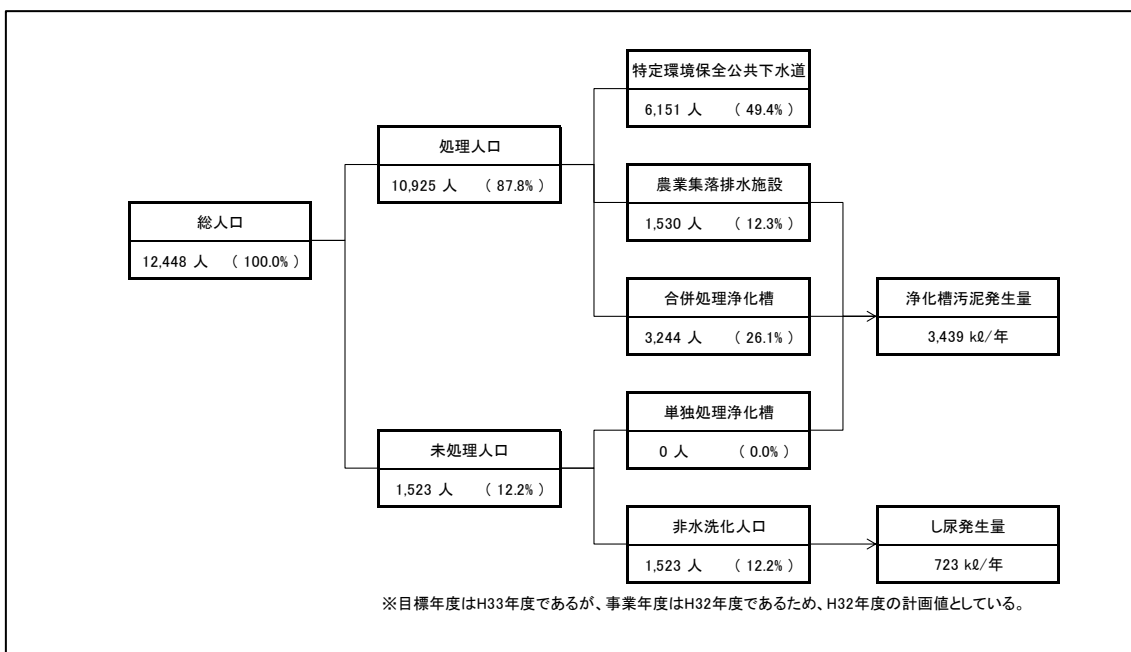 特定環境保全公共下水道
6,151 人 ( 49.4% )
処理人口
10,925 人 ( 87.8% )
農業集落排水施設
1,530 人 ( 12.3% )
総人口
12,448 人 ( 100.0% )
合併処理浄化槽
3,244 人 ( 26.1% )
浄化槽汚泥発生量
3,439 kℓ/年
単独処理浄化槽
0 人 ( 0.0% )
未処理人口
1,523 人 ( 12.2% )
非水洗化人口
1,523 人 ( 12.2% )
し尿発生量
723 kℓ/年
※目標年度はH33年度であるが、事業年度はH32年度であるため、H32年度の計画値としている。